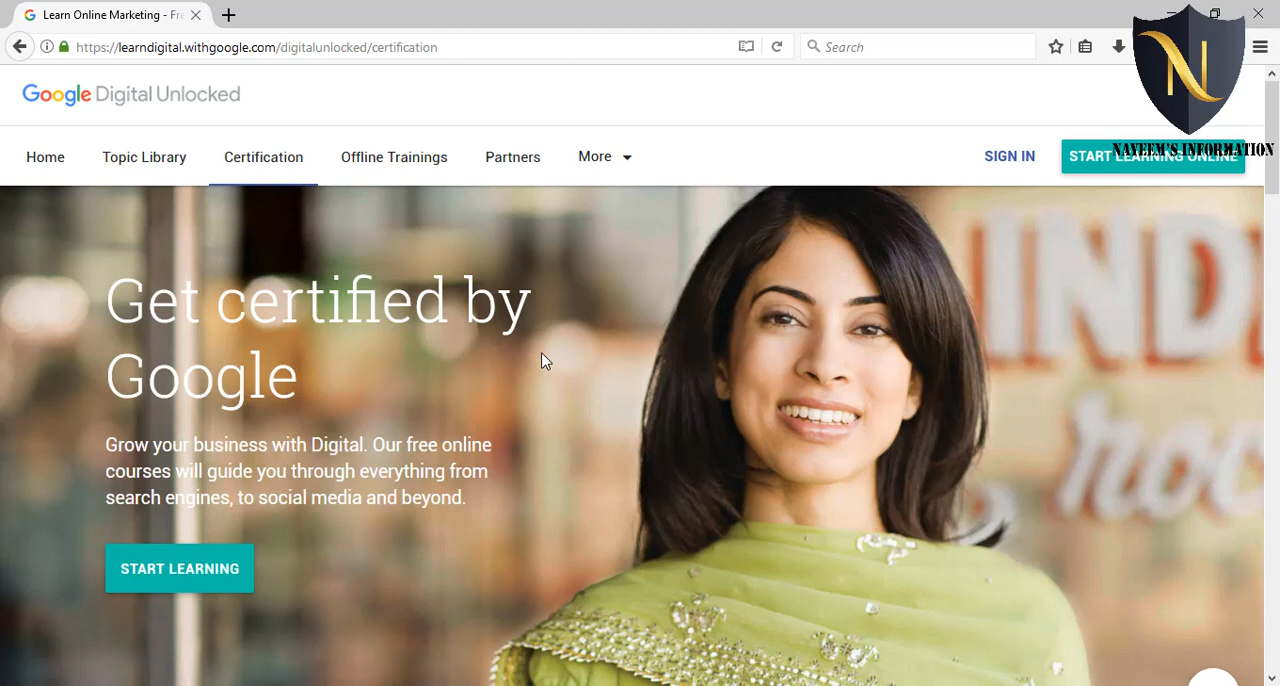 Learn Online Marketing - Fre
https://learndigital.withgoogle.com/digitalunlocked/certification
Search
N
Google Digital Unlocked
Home
Topic Library
Certification
Offline Trainings
Partners
More
SIGN IN
START LEARNING ONLINE
NAYEEM'S INFORMATION
Get certified by
Google
Grow your business with Digital. Our free online
courses will guide you through everything from
search engines, to social media and beyond.
START LEARNING